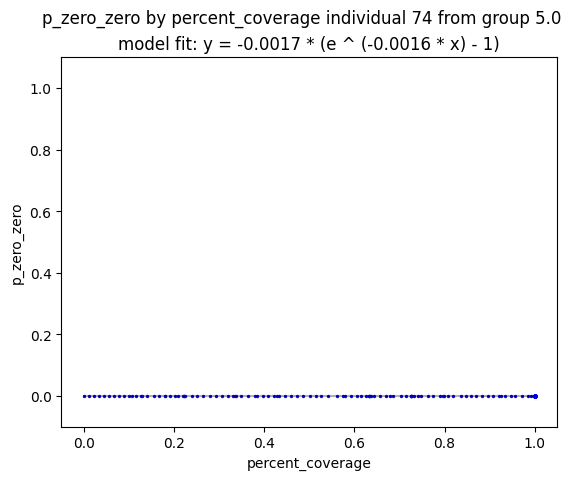 p_zero_zero by percent_coverage individual 74 from group 5.0
model fit: y = -0.0017 * (e ^ (-0.0016 * x) - 1)
1.0
0.8
0.6
0.4
0.2
0.0
p_zero_zero
0.0 0.2 0.4 0.6 0.8 1.0
percent_coverage